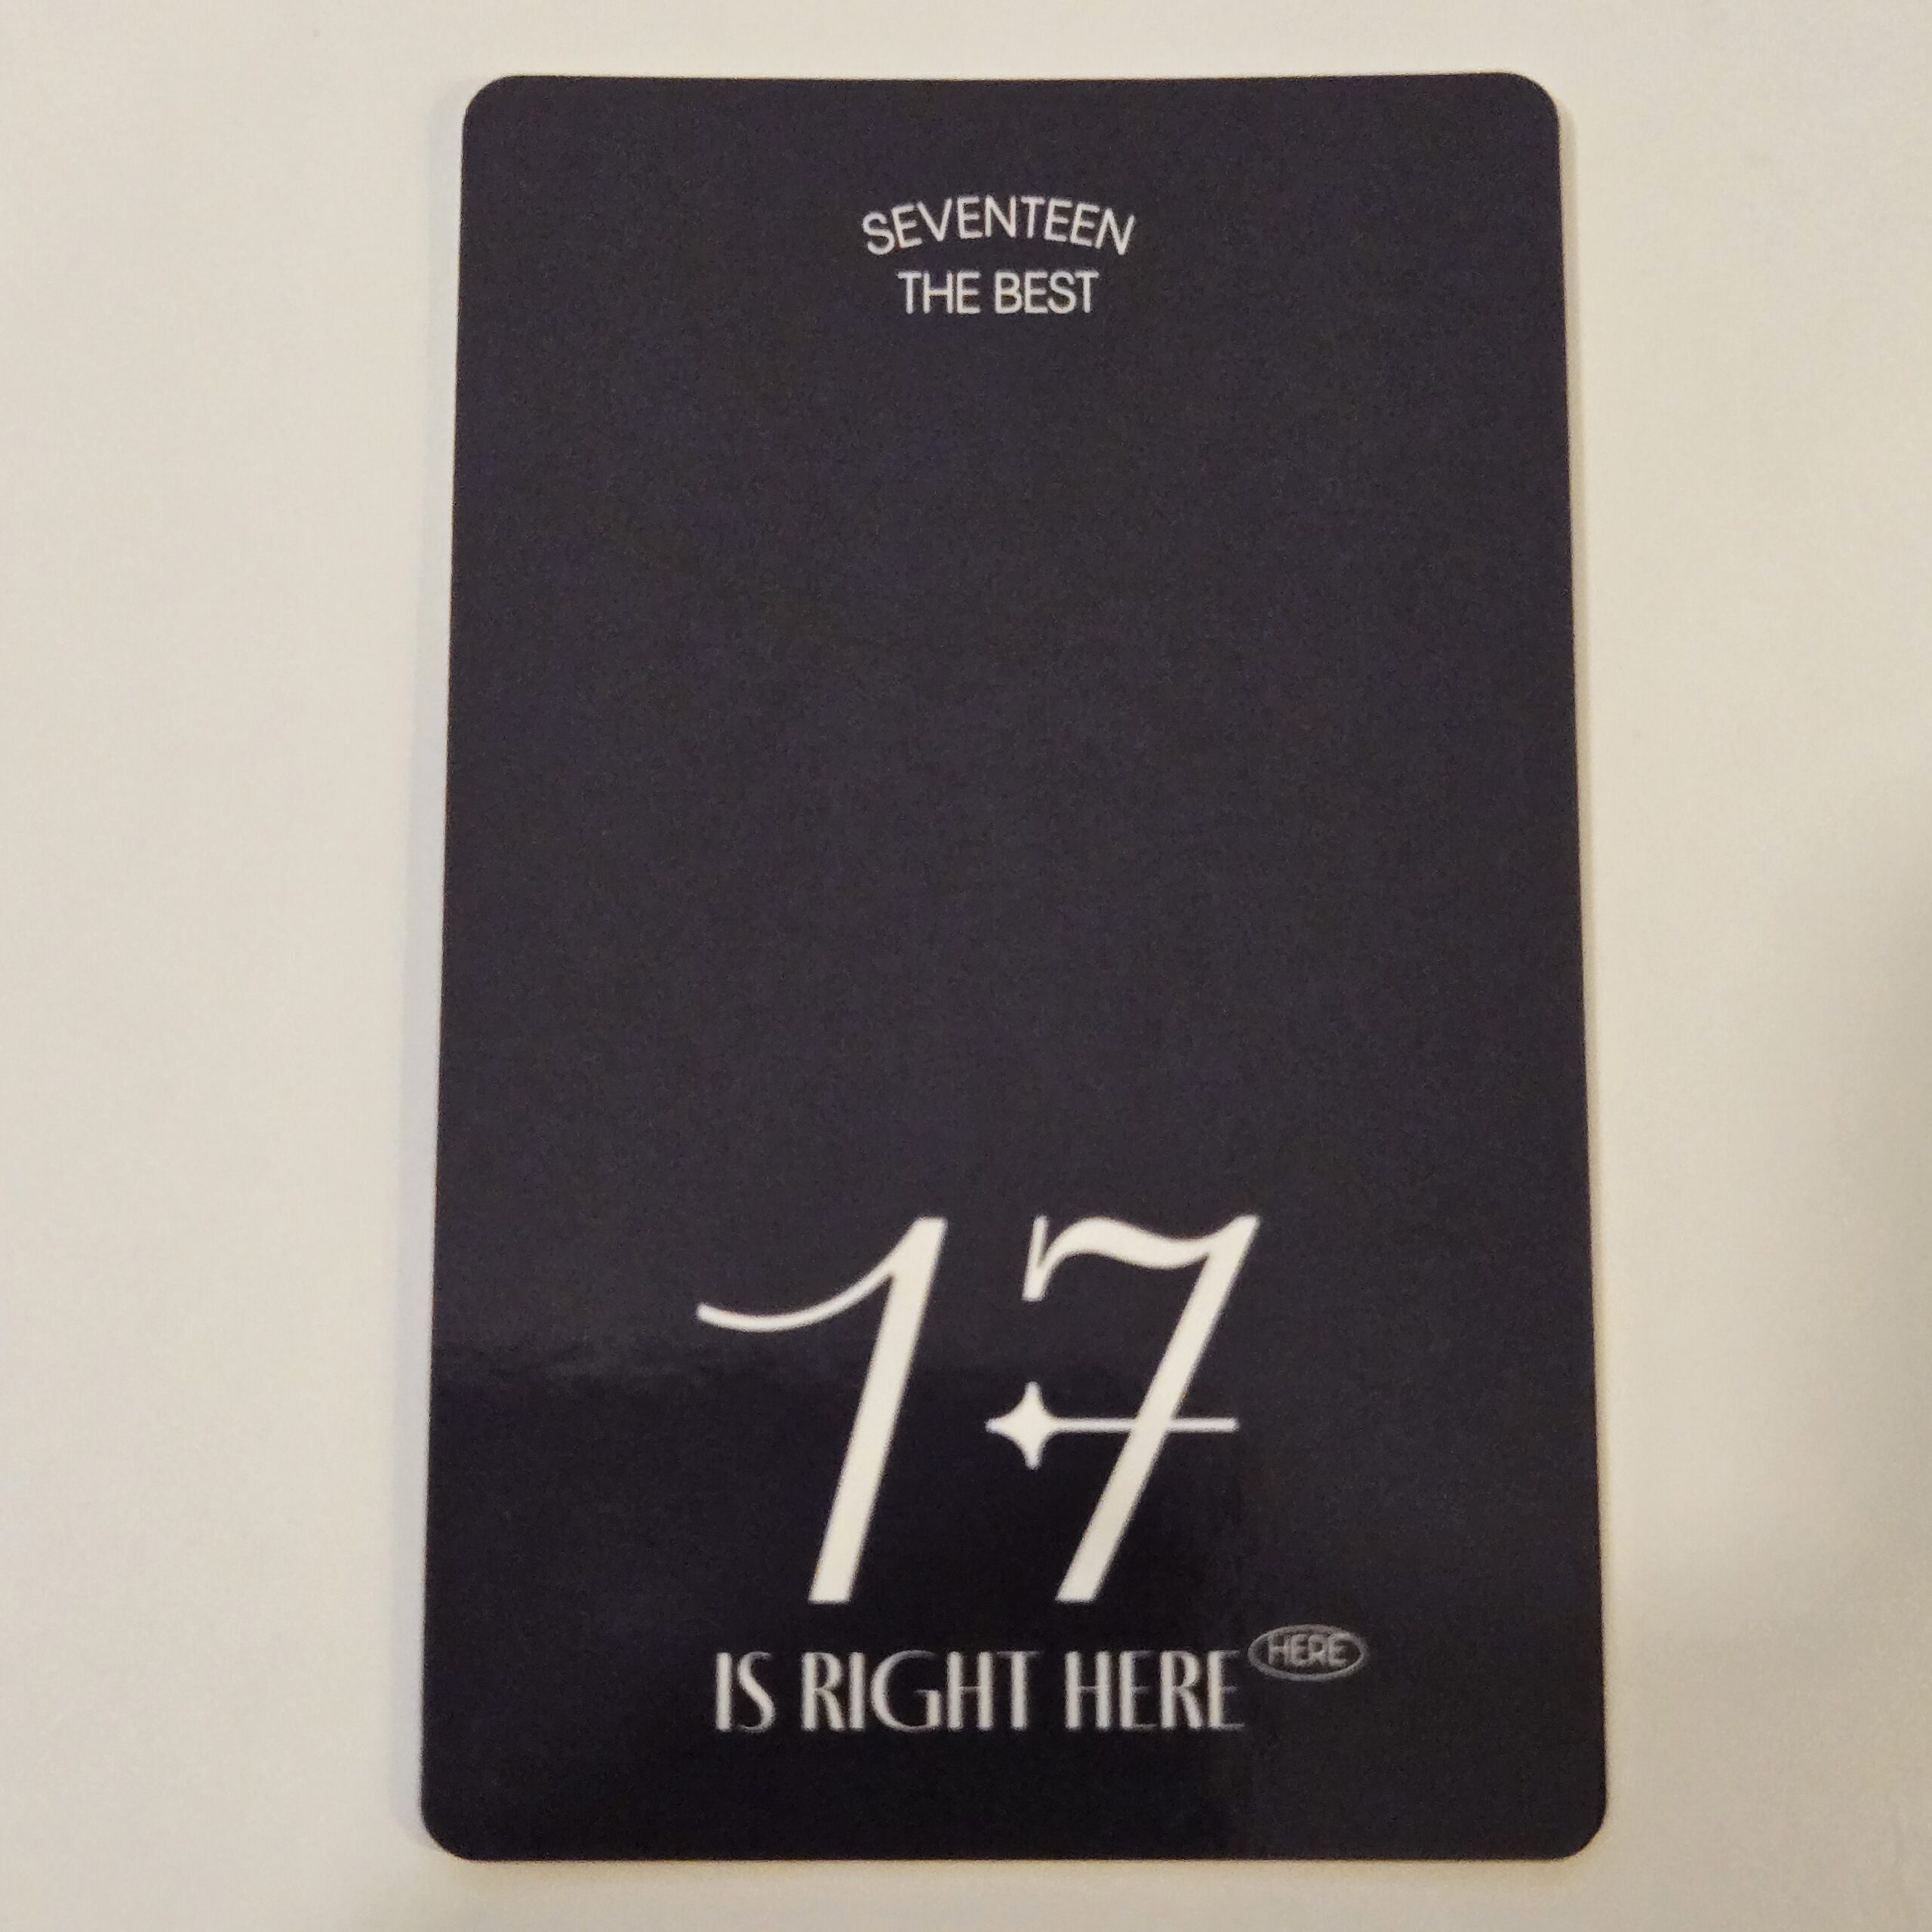 SEVENTEEN
THE BEST
17
IS RIGHT HERE HERE